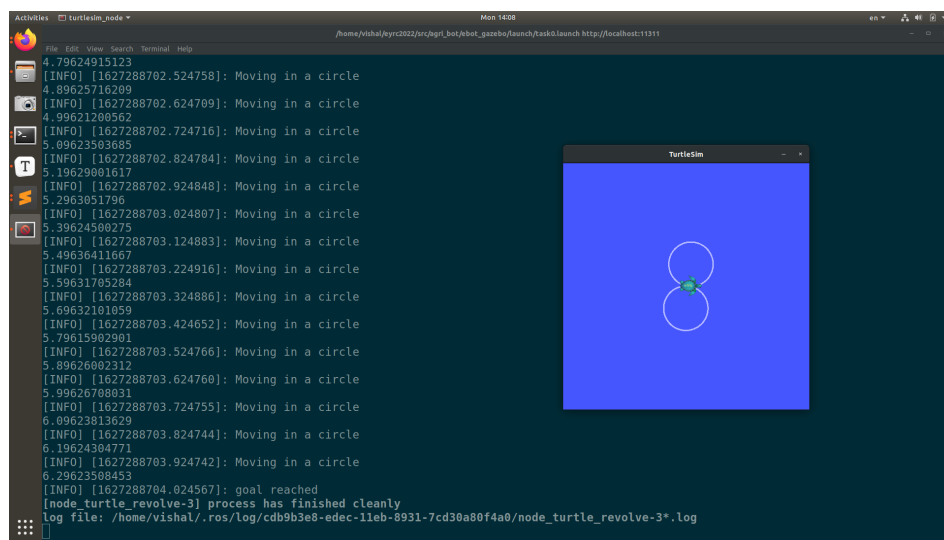 Activities turtlesim_node Mon 14:08 en
/home/vishal/eyrc2022/src/agri_bot/ebot_gazebo/launch/task0.launch http://localhost:11311
File Edit View Search Terminal Help
4.79624915123
[INFO] [1627288702.524758]: Moving in a circle
4.89625716209
[INFO] [1627288702.624709]: Moving in a circle
4.99621200562
[INFO] [1627288702.724716]: Moving in a circle
5.09623503685
[INFO] [1627288702.824784]: Moving in a circle
5.19629001617
[INFO] [1627288702.924848]: Moving in a circle
5.2963051796
[INFO] [1627288703.024807]: Moving in a circle
5.39624500275
[INFO] [1627288703.124883]: Moving in a circle
5.49636411667
[INFO] [1627288703.224916]: Moving in a circle
5.59631705284
[INFO] [1627288703.324886]: Moving in a circle
5.69632101059
[INFO] [1627288703.424652]: Moving in a circle
5.79615902901
[INFO] [1627288703.524766]: Moving in a circle
5.89626002312
[INFO] [1627288703.624760]: Moving in a circle
5.99626708031
[INFO] [1627288703.724755]: Moving in a circle
6.09623813629
[INFO] [1627288703.824744]: Moving in a circle
6.19624304771
[INFO] [1627288703.924742]: Moving in a circle
6.29623508453
[INFO] [1627288704.024567]: goal reached
[node_turtle_revolve-3] process has finished cleanly
log file: /home/vishal/.ros/log/cdb9b3e8-edec-11eb-8931-7cd30a80f4a0/node_turtle_revolve-3*.log
TurtleSim
T